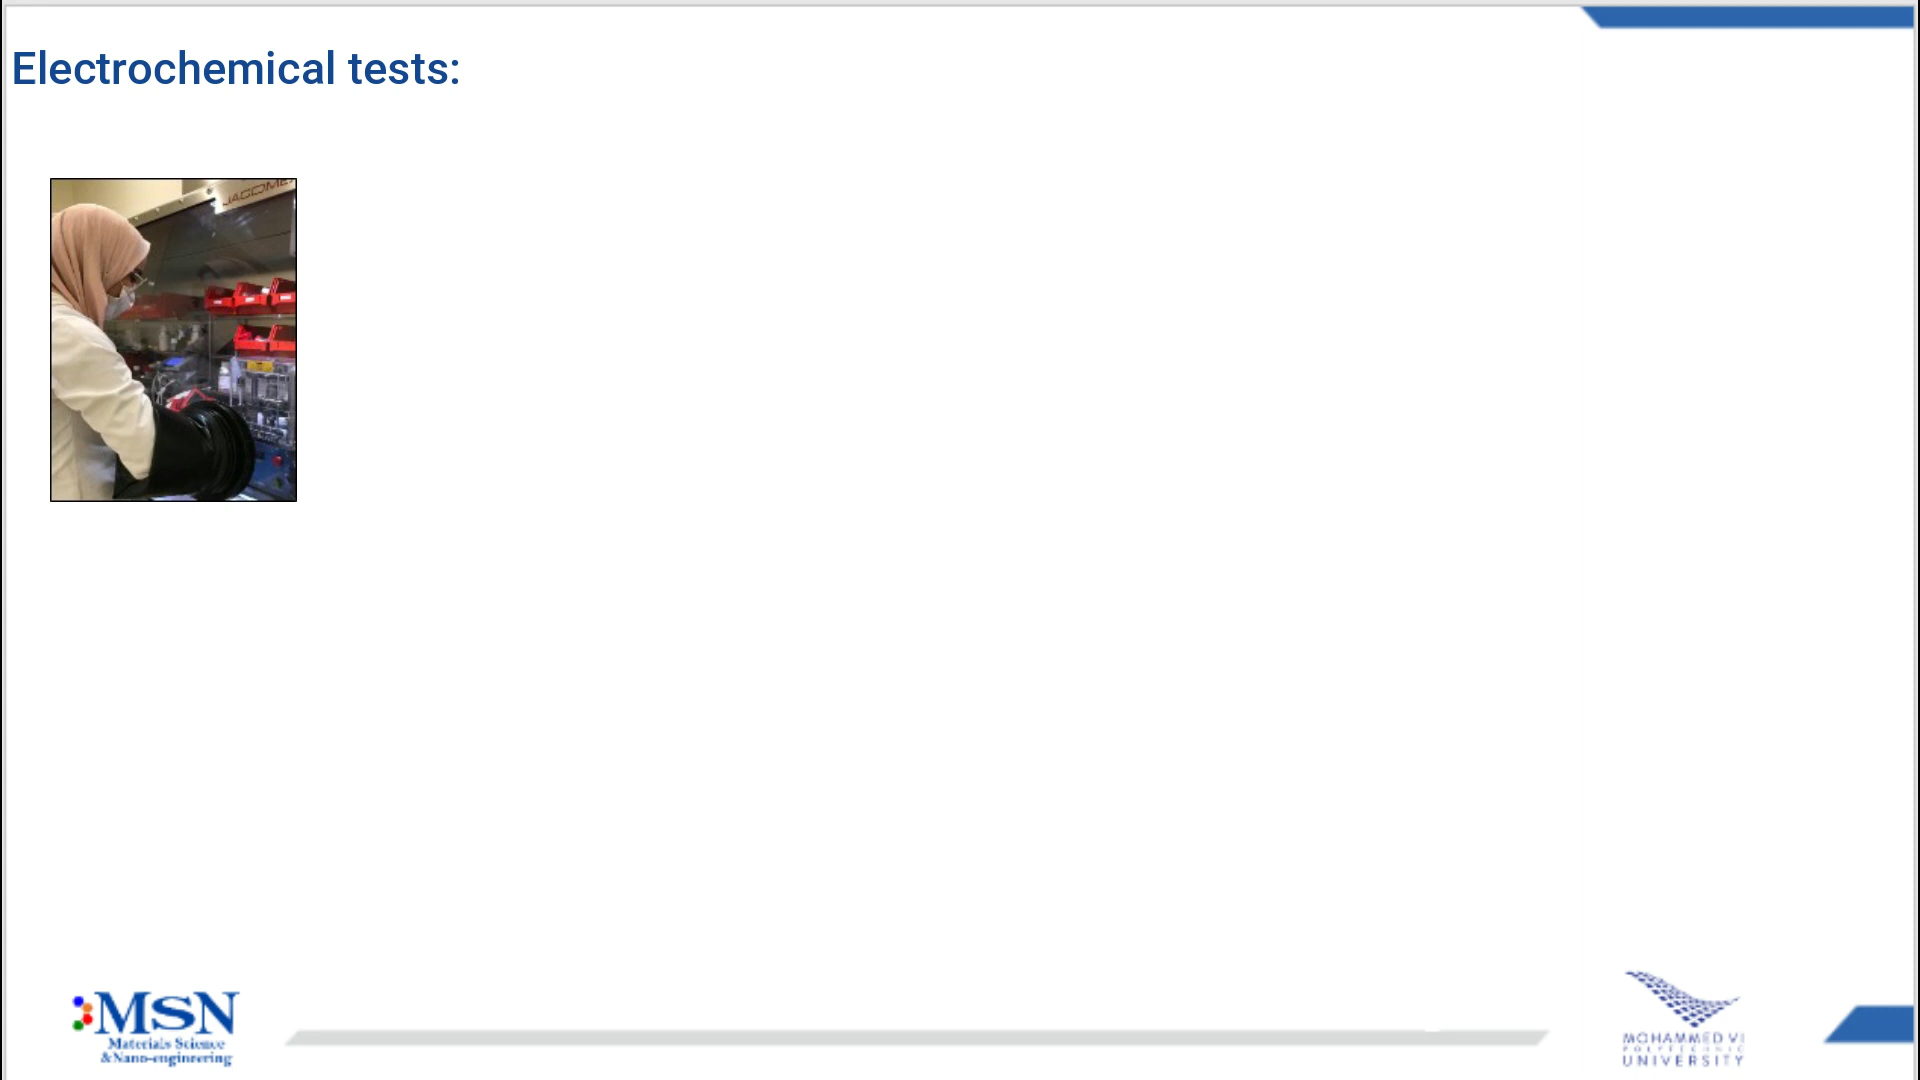 Electrochemical tests:
MSN
Materials Science
&Nano-engineering
MOHAMMED VI
POLYTECHNIC
UNIVERSITY